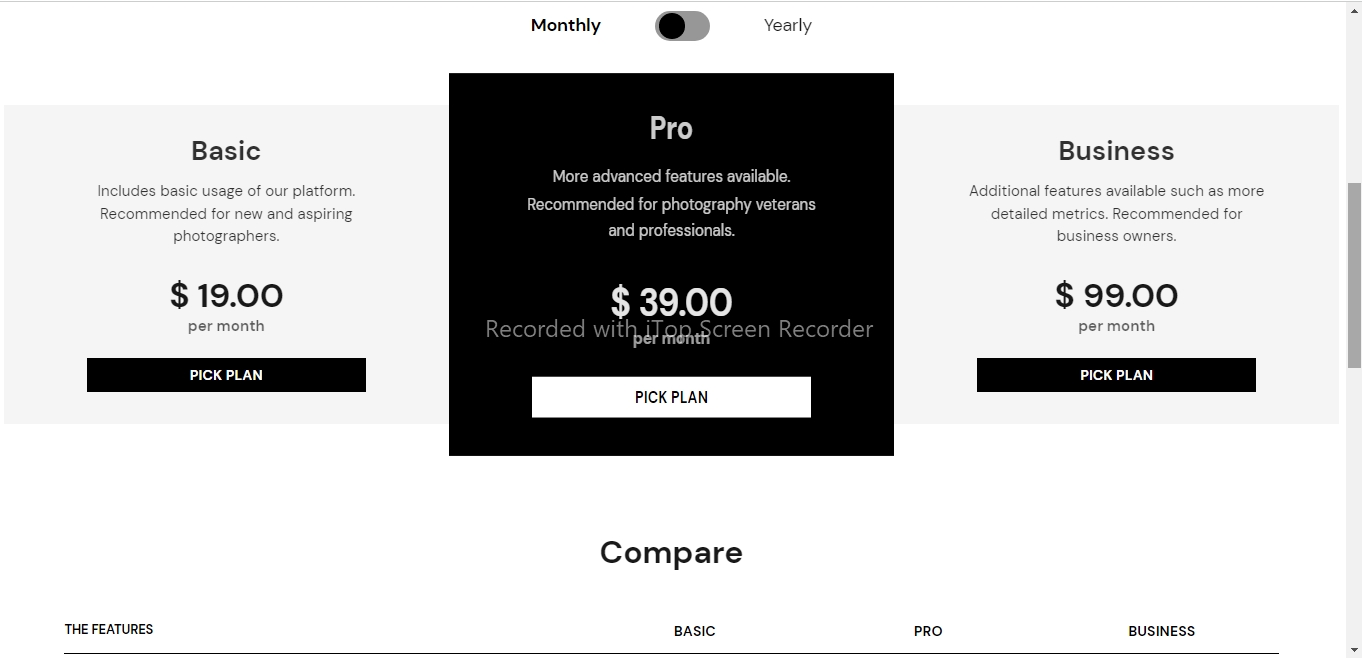 Monthly
Yearly
Basic
Includes basic usage of our platform.
Recommended for new and aspiring
photographers.
$ 19.00
per month
PICK PLAN
Pro
More advanced features available.
Recommended for photography veterans
and professionals.
$ 39.00
Recorded with iTop Screen Recorder
per month
PICK PLAN
Business
Additional features available such as more
detailed metrics. Recommended for
business owners.
$ 99.00
per month
PICK PLAN
Compare
THE FEATURES
BASIC
PRO
BUSINESS